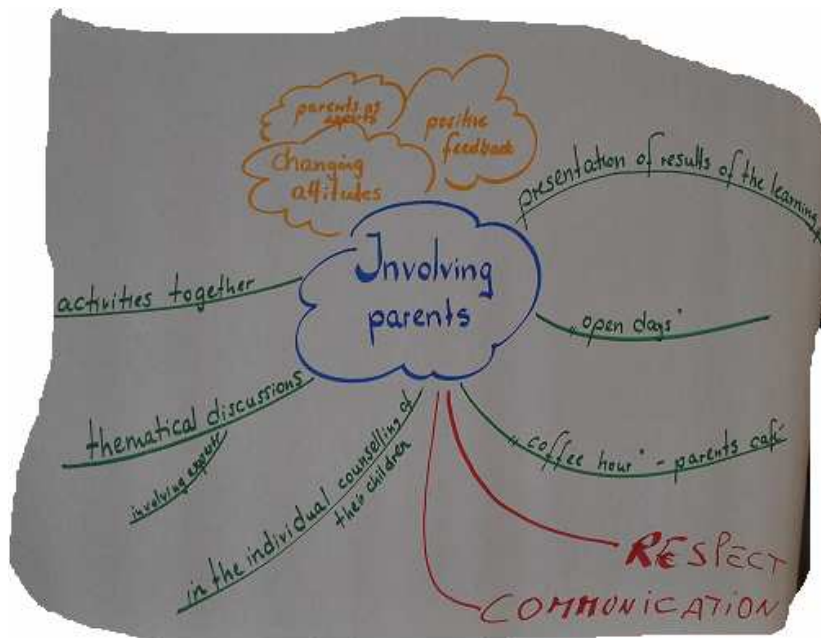 parents as
experts
positive
feedback
Changing
attitudes
Involving
parents
presentation of results of the learning
„open days"
„coffee hour" - parents café
RESPECT
COMMUNICATION
in the individual counselling of
their children
thematical discussions
involving experts
activities together